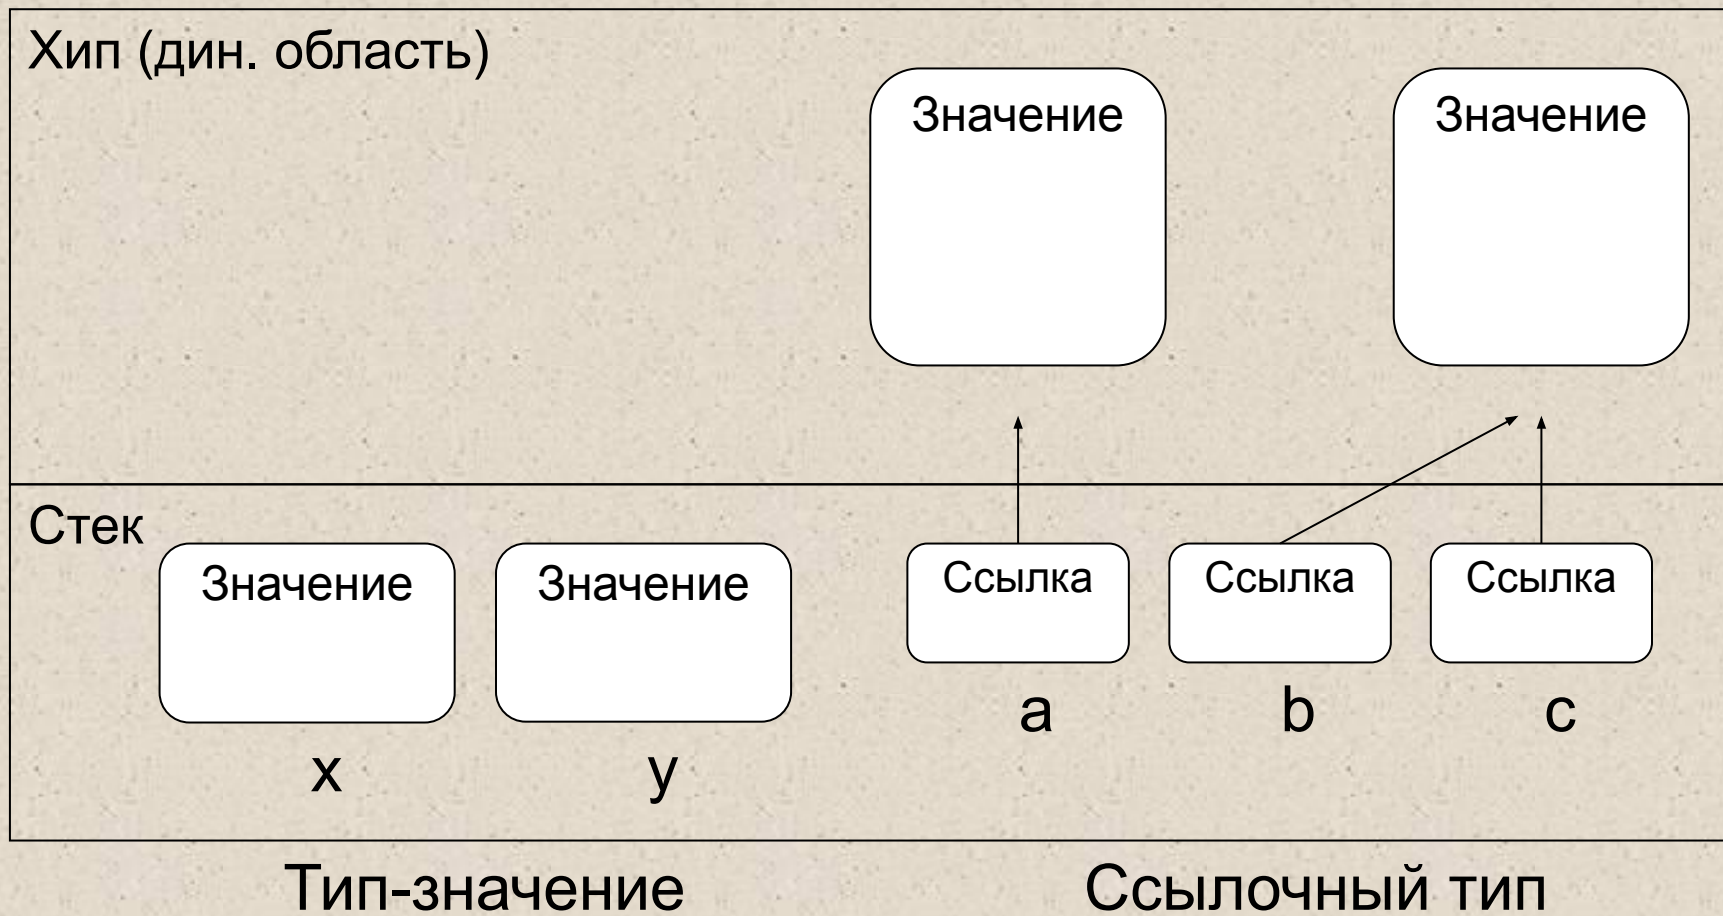 Хип (дин. область)
Значение
Значение
Стек
Значение
Значение
Ссылка
Ссылка
Ссылка
a
b
c
x
y
Тип-значение
Ссылочный тип